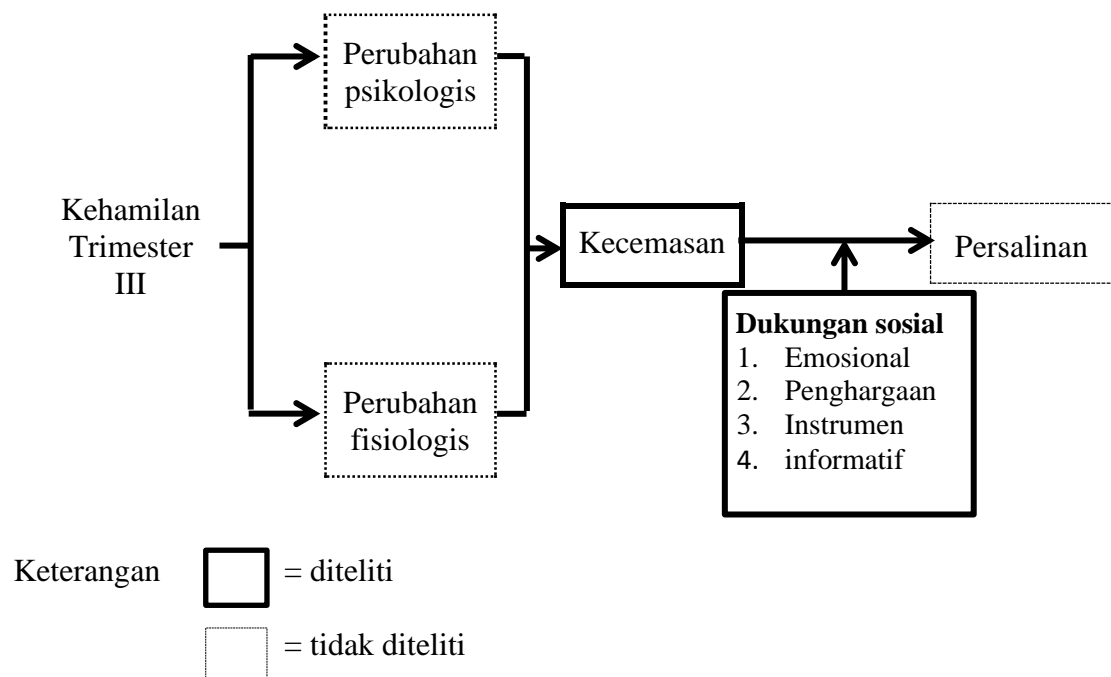 Perubahan
psikologis
Kehamilan
Trimester
III
Kecemasan
Persalinan
Perubahan
fisiologis
Dukungan sosial
1. Emosional
2. Penghargaan
3. Instrumen
4. informatif
Keterangan
= diteliti
= tidak diteliti